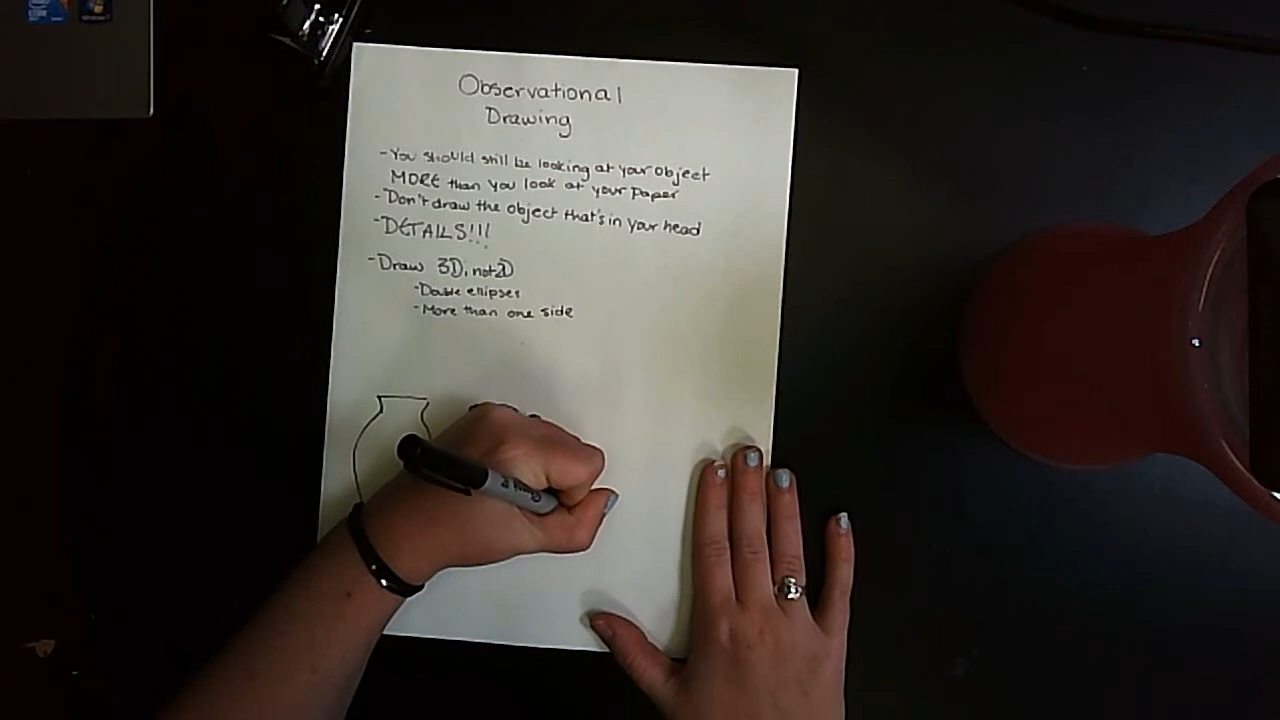 Observational
Drawing
- You should still be looking at your object
MORE than you look at your paper
- Don't draw the object that's in your head
- DETAILS!!!
- Draw 3D, not 2D
- Double ellipses
- More than one side